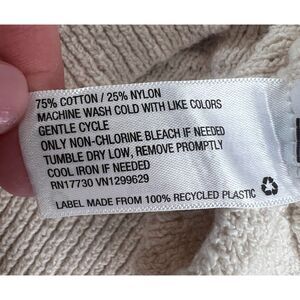 75% COTTON / 25% NYLON
MACHINE WASH COLD WITH LIKE COLORS
GENTLE CYCLE
ONLY NON-CHLORINE BLEACH IF NEEDED
TUMBLE DRY LOW, REMOVE PROMPTLY
COOL IRON IF NEEDED
RN17730 VN1299629
LABEL MADE FROM 100% RECYCLED PLASTIC